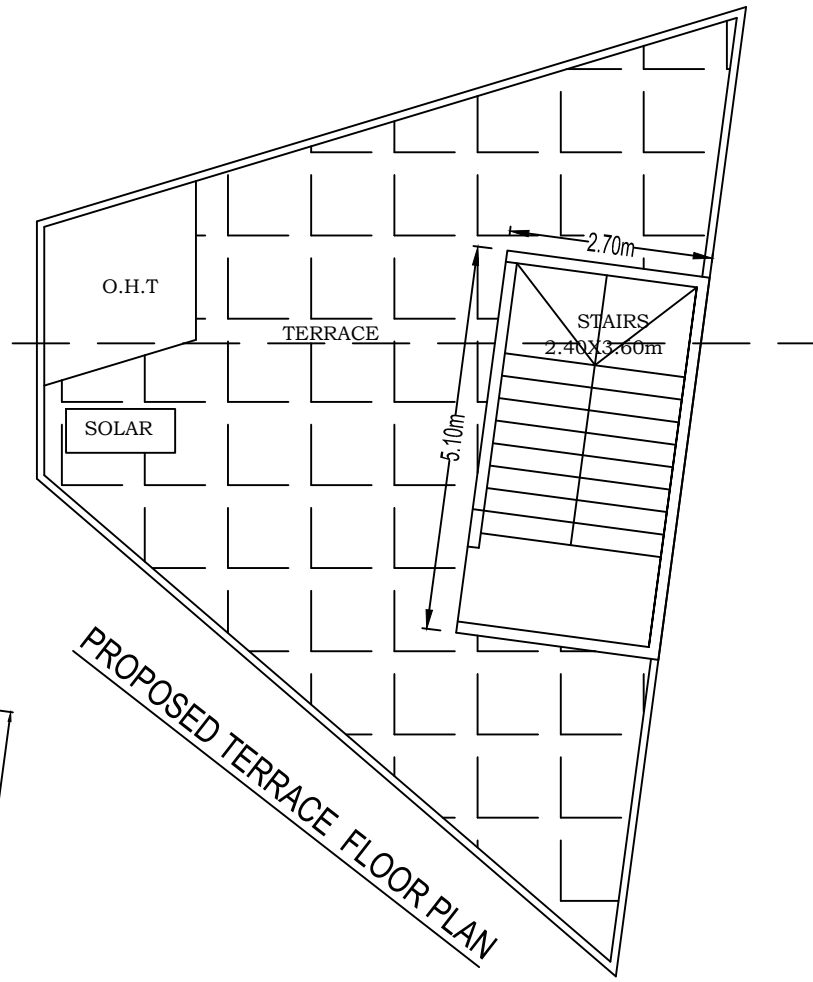 2.70m
O.H.T
STAIRS
TERRACE
2.40X3.60m
5.10m
SOLAR
PROPOSED TERRACE FLOOR PLAN